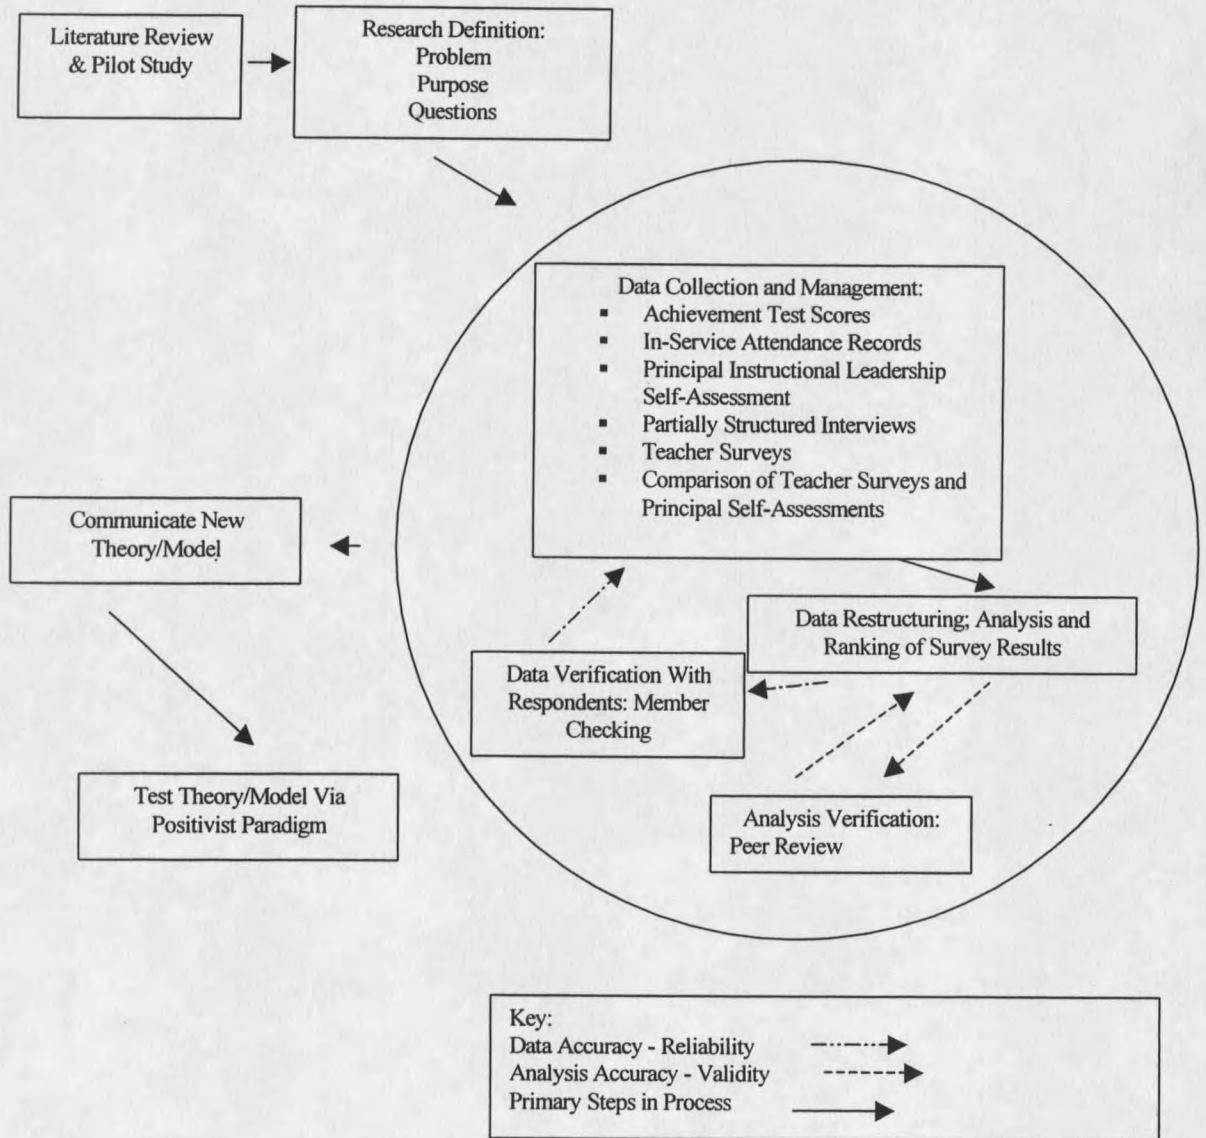 Literature Review
& Pilot Study
Research Definition:
Problem
Purpose
Questions
Data Collection and Management:
▪ Achievement Test Scores
▪ In-Service Attendance Records
▪ Principal Instructional Leadership
Self-Assessment
▪ Partially Structured Interviews
▪ Teacher Surveys
▪ Comparison of Teacher Surveys and
Principal Self-Assessments
Communicate New
Theory/Model
Data Restructuring; Analysis and
Ranking of Survey Results
Data Verification With
Respondents: Member
Checking
Test Theory/Model Via
Positivist Paradigm
Analysis Verification:
Peer Review
Key:
Data Accuracy - Reliability
Analysis Accuracy - Validity
Primary Steps in Process